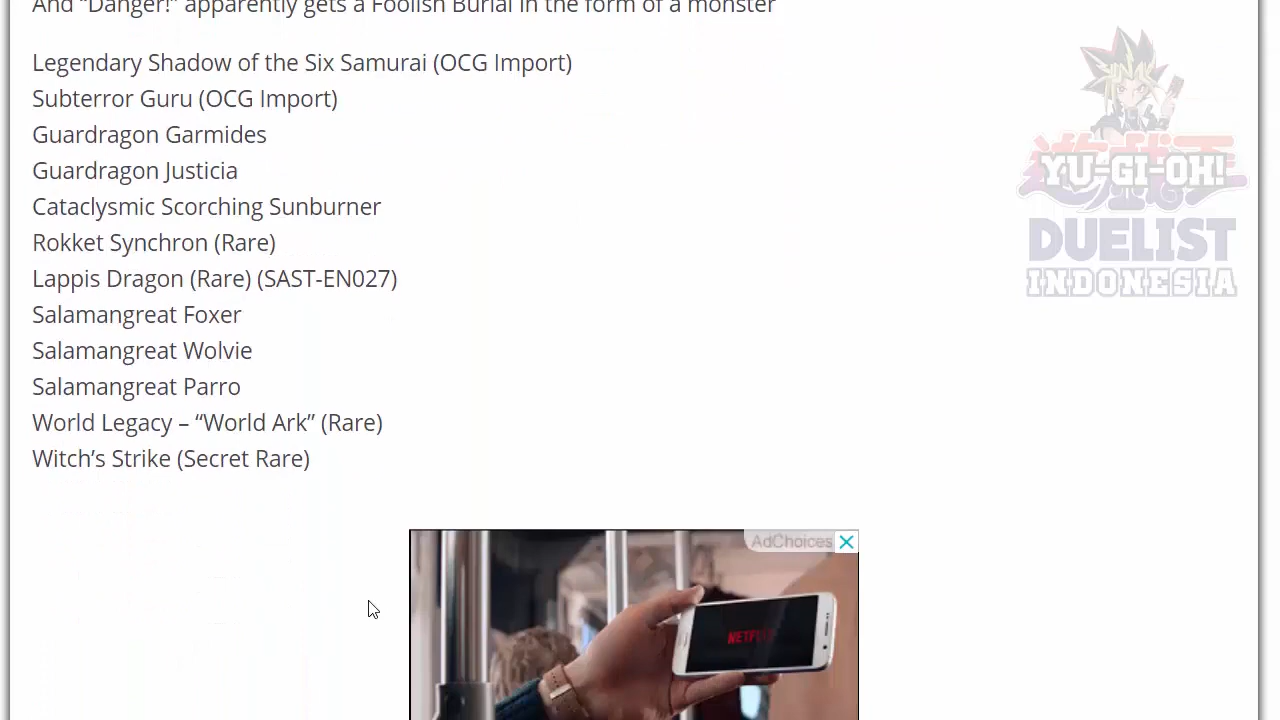 And “Danger!” apparently gets a Foolish Burial in the form of a monster
Legendary Shadow of the Six Samurai (OCG Import)
Subterror Guru (OCG Import)
Guardragon Garmides
Guardragon Justicia
Cataclysmic Scorching Sunburner
Rokket Synchron (Rare)
Lappis Dragon (Rare) (SAST-EN027)
Salamangreat Foxer
Salamangreat Wolvie
Salamangreat Parro
World Legacy – “World Ark” (Rare)
Witch’s Strike (Secret Rare)
遊戯王
YU-GI-OH!
DUELIST
INDONESIA
AdChoices
NETFLIX